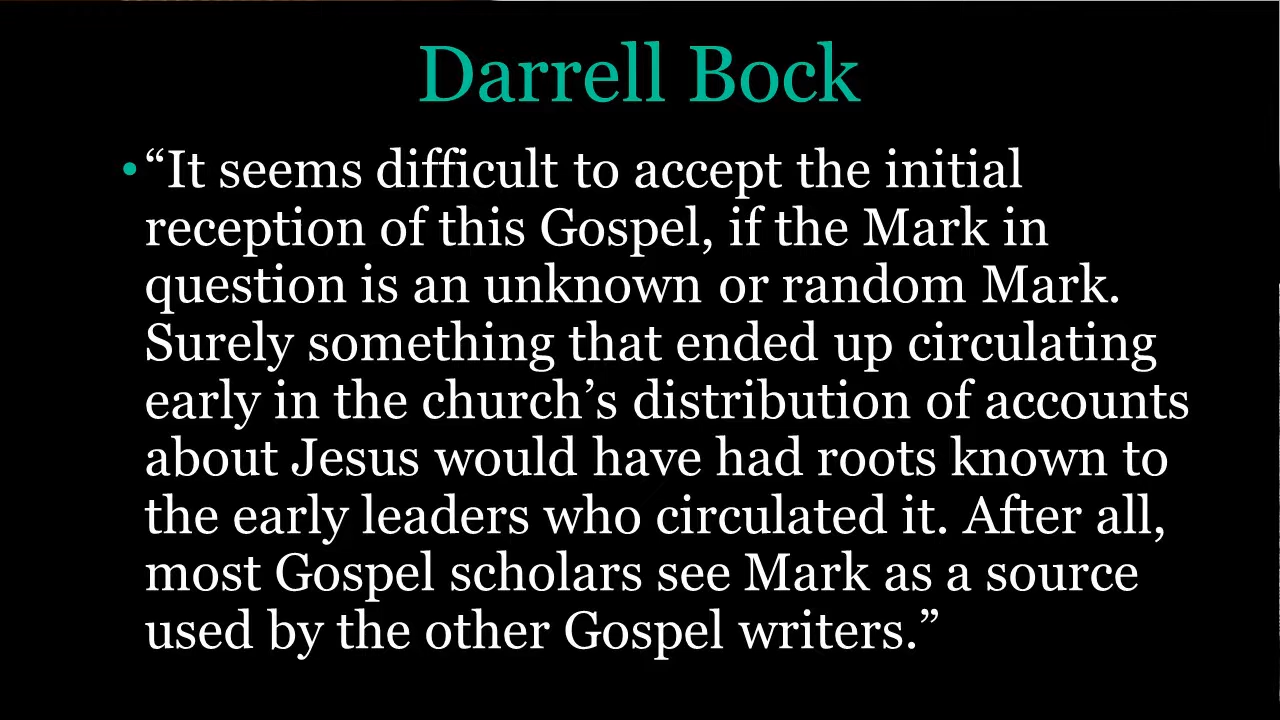 Darrell Bock
•“It seems difficult to accept the initial
reception of this Gospel, if the Mark in
question is an unknown or random Mark.
Surely something that ended up circulating
early in the church’s distribution of accounts
about Jesus would have had roots known to
the early leaders who circulated it. After all,
most Gospel scholars see Mark as a source
used by the other Gospel writers.”